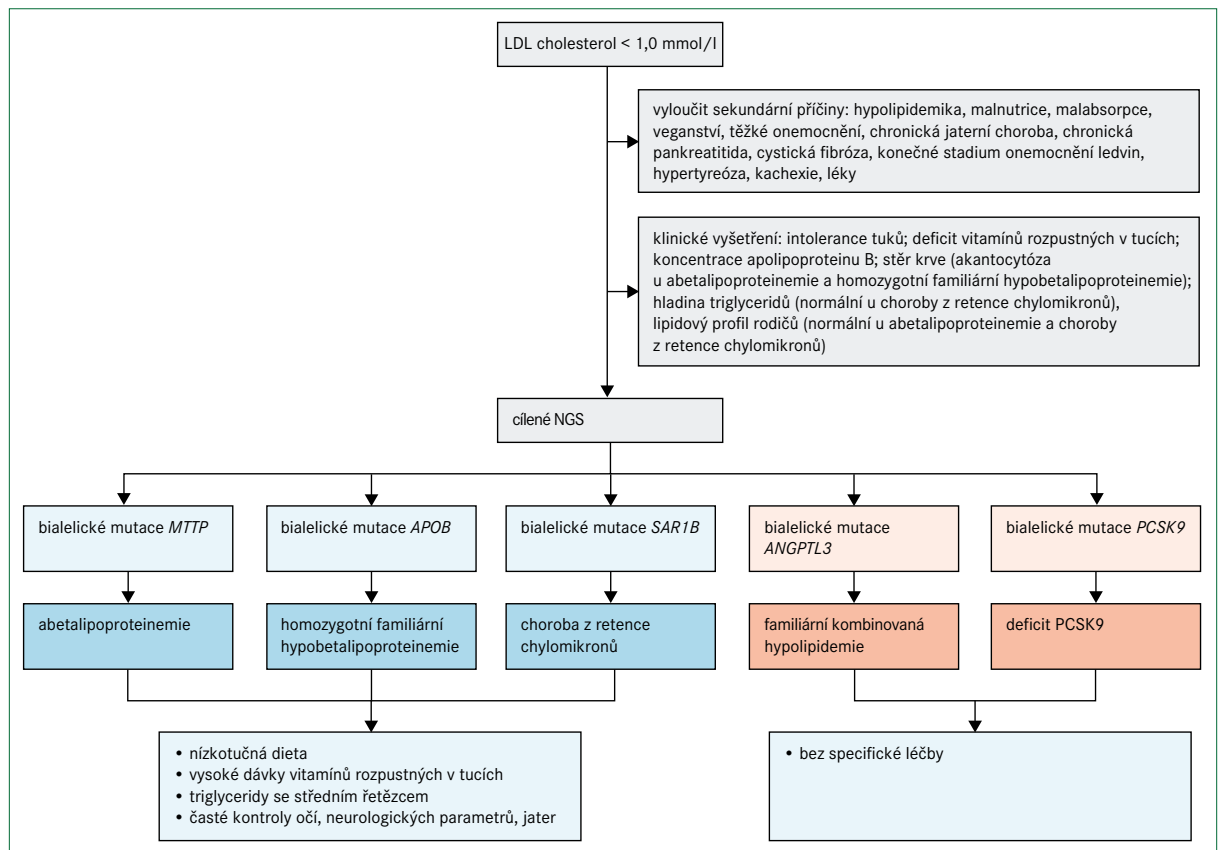 LDL cholesterol < 1,0 mmol/l
vyloučit sekundární příčiny: hypolipidemika, malnutrice, malabsorpce,
veganství, těžké onemocnění, chronická jaterní choroba, chronická
pankreatitida, cystická fibróza, konečné stadium onemocnění ledvin,
hypertyreóza, kachexie, léky
klinické vyšetření: intolerance tuků; deficit vitamínů rozpustných v tucích;
koncentrace apolipoproteinu B; stěr krve (akantocytóza
u abetalipoproteinemie a homozygotní familiární hypobetalipoproteinemie);
hladina triglyceridů (normální u choroby z retence chylomikronů),
lipidový profil rodičů (normální u abetalipoproteinemie a choroby
z retence chylomikronů)
cílené NGS
bialelické mutace MTTP
bialelické mutace APOB
bialelické mutace SAR1B
bialelické mutace
ANGPTL3
bialelické mutace PCSK9
abetalipoproteinemie
homozygotní familiární
hypobetalipoproteinemie
choroba z retence
chylomikronů
familiární kombinovaná
hypolipidemie
deficit PCSK9
• nízkotučná dieta
• vysoké dávky vitamínů rozpustných v tucích
• triglyceridy se středním řetězcem
• časté kontroly očí, neurologických parametrů, jater
• bez specifické léčby